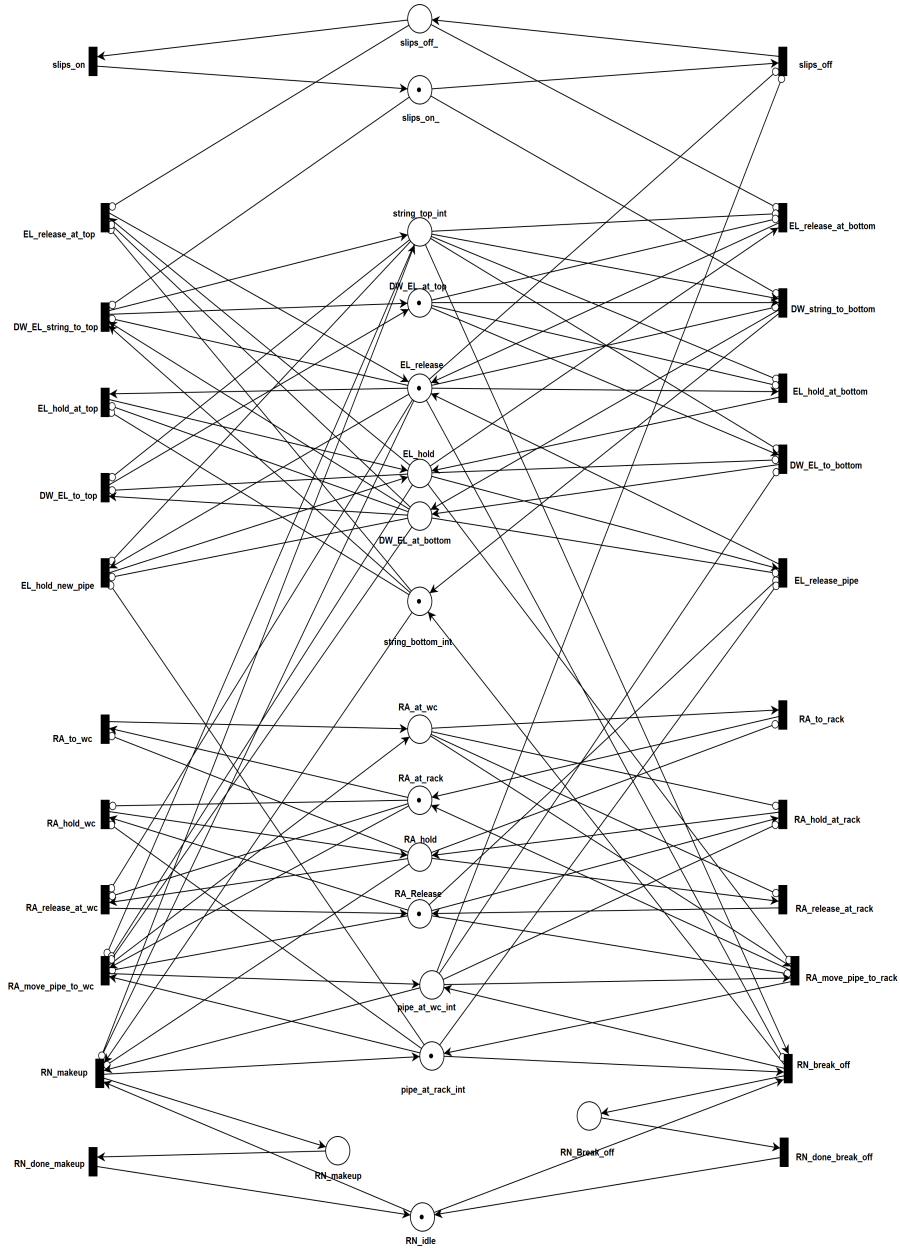 slips_off_
slips_on
slips_off
slips_on_
string_top_int
EL_release_at_top
EL_release_at_bottom
DW_EL_at_top
DW_EL_string_to_top
DW_string_to_bottom
EL_release
EL_hold_at_top
EL_hold_at_bottom
EL_hold
DW_EL_to_top
DW_EL_to_bottom
DW_EL_at_bottom
EL_hold_new_pipe
EL_release_pipe
string_bottom_int
RA_at_wc
RA_to_wc
RA_to_rack
RA_at_rack
RA_hold_wc
RA_hold_at_rack
RA_hold
RA_Release
RA_release_at_wc
RA_release_at_rack
RA_move_pipe_to_wc
RA_move_pipe_to_rack
pipe_at_wc_int
RN_makeup
RN_break_off
pipe_at_rack_int
RN_Break_off
RN_done_makeup
RN_done_break_off
RN_makeup
RN_idle